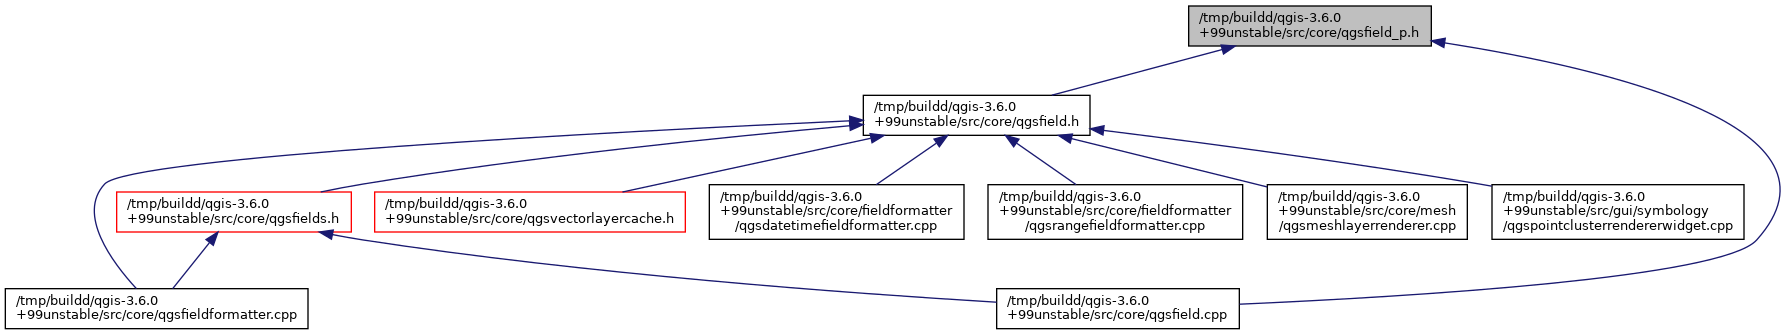 /tmp/buildd/qgis-3.6.0
+99unstable/src/core/qgsfield_p.h
/tmp/buildd/qgis-3.6.0
+99unstable/src/core/qgsfield.h
/tmp/buildd/qgis-3.6.0
+99unstable/src/core/qgsfields.h
/tmp/buildd/qgis-3.6.0
+99unstable/src/core/qgsvectorlayercache.h
/tmp/buildd/qgis-3.6.0
+99unstable/src/core/fieldformatter
/qgsdatetimefieldformatter.cpp
/tmp/buildd/qgis-3.6.0
+99unstable/src/core/fieldformatter
/qgsrangefieldformatter.cpp
/tmp/buildd/qgis-3.6.0
+99unstable/src/core/mesh
/qgsmeshlayerrenderer.cpp
/tmp/buildd/qgis-3.6.0
+99unstable/src/gui/symbology
/qgspointclusterrendererwidget.cpp
/tmp/buildd/qgis-3.6.0
+99unstable/src/core/qgsfieldformatter.cpp
/tmp/buildd/qgis-3.6.0
+99unstable/src/core/qgsfield.cpp